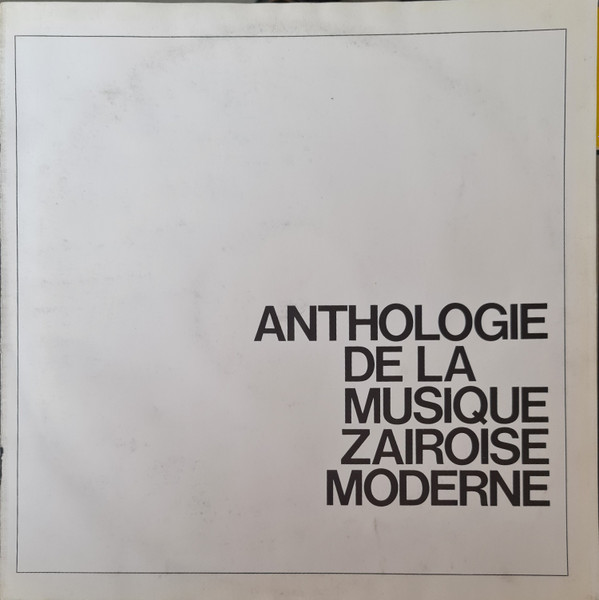 ANTHOLOGIE
DE LA
MUSIQUE
ZAIROISE
MODERNE